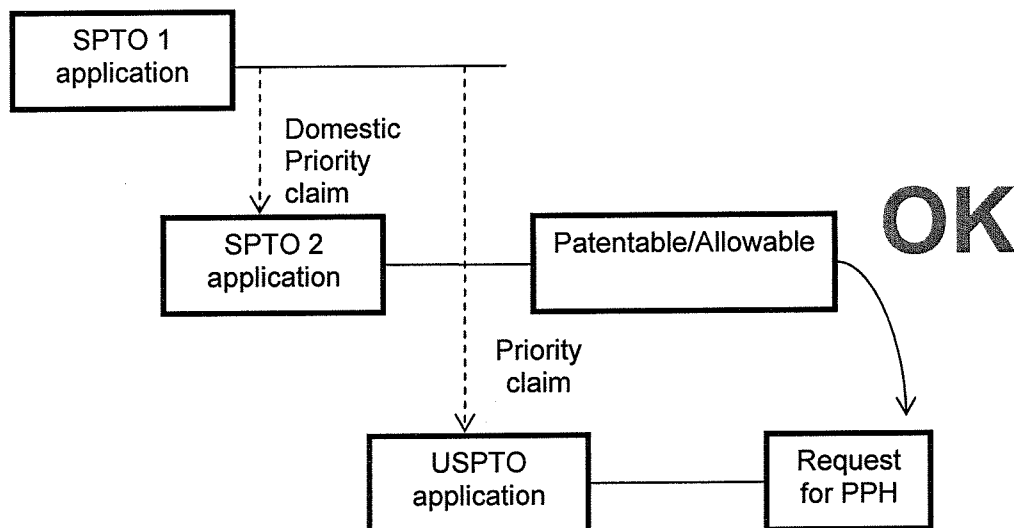 SPTO 1
application
Domestic
Priority
claim
OK
SPTO 2
application
Patentable/Allowable
Priority
claim
USPTO
application
Request
for PPH